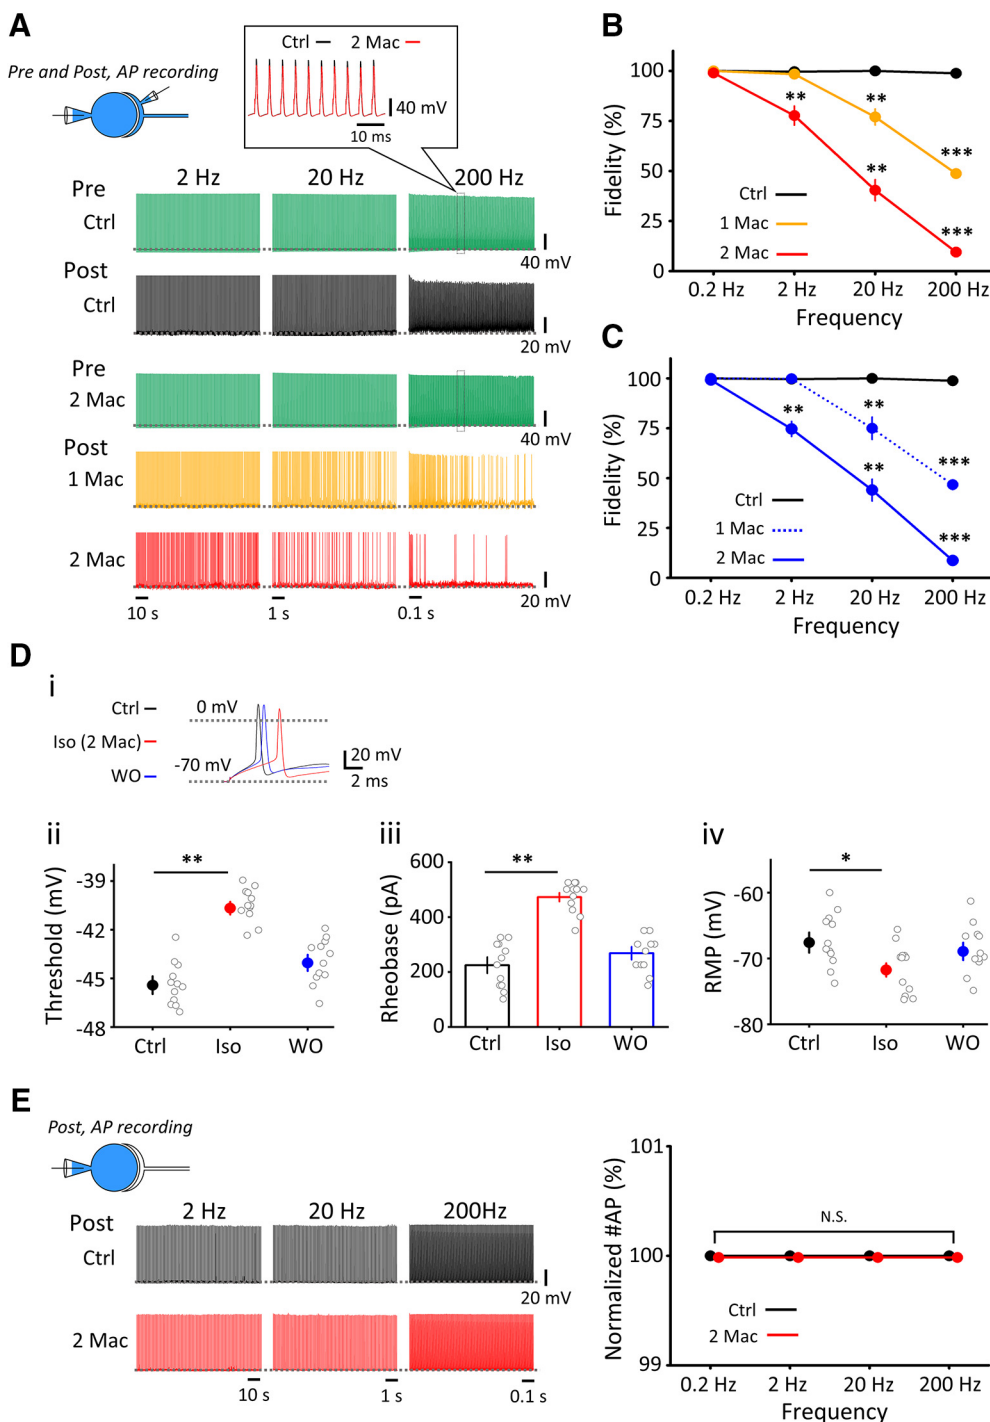 A
Pre and Post, AP recording
Ctrl
2 Mac
40 mV
10 ms
2 Hz
20 Hz
200 Hz
Pre
Ctrl
40 mV
Post
Ctrl
20 mV
Pre
2 Mac
40 mV
Post
1 Mac
2 Mac
20 mV
10 s
1 s
0.1 s
B
Fidelity (%)
100
75
50
25
0
**
**
***
**
***
Ctrl
1 Mac
2 Mac
0.2 Hz
2 Hz
20 Hz
200 Hz
Frequency
C
Fidelity (%)
100
75
50
25
0
**
**
***
**
***
Ctrl
1 Mac
2 Mac
0.2 Hz
2 Hz
20 Hz
200 Hz
Frequency
D
i
Ctrl
Iso (2 Mac)
WO
0 mV
-70 mV
20 mV
2 ms
ii
Threshold (mV)
-39
-42
-45
-48
**
Ctrl
Iso
WO
iii
Rheobase (pA)
600
400
200
0
**
Ctrl
Iso
WO
iv
RMP (mV)
-60
-70
-80
*
Ctrl
Iso
WO
E
Post, AP recording
2 Hz
20 Hz
200Hz
Post
Ctrl
20 mV
2 Mac
10 s
1 s
0.1 s
Normalized #AP (%)
101
100
99
N.S.
Ctrl
2 Mac
0.2 Hz
2 Hz
20 Hz
200 Hz
Frequency